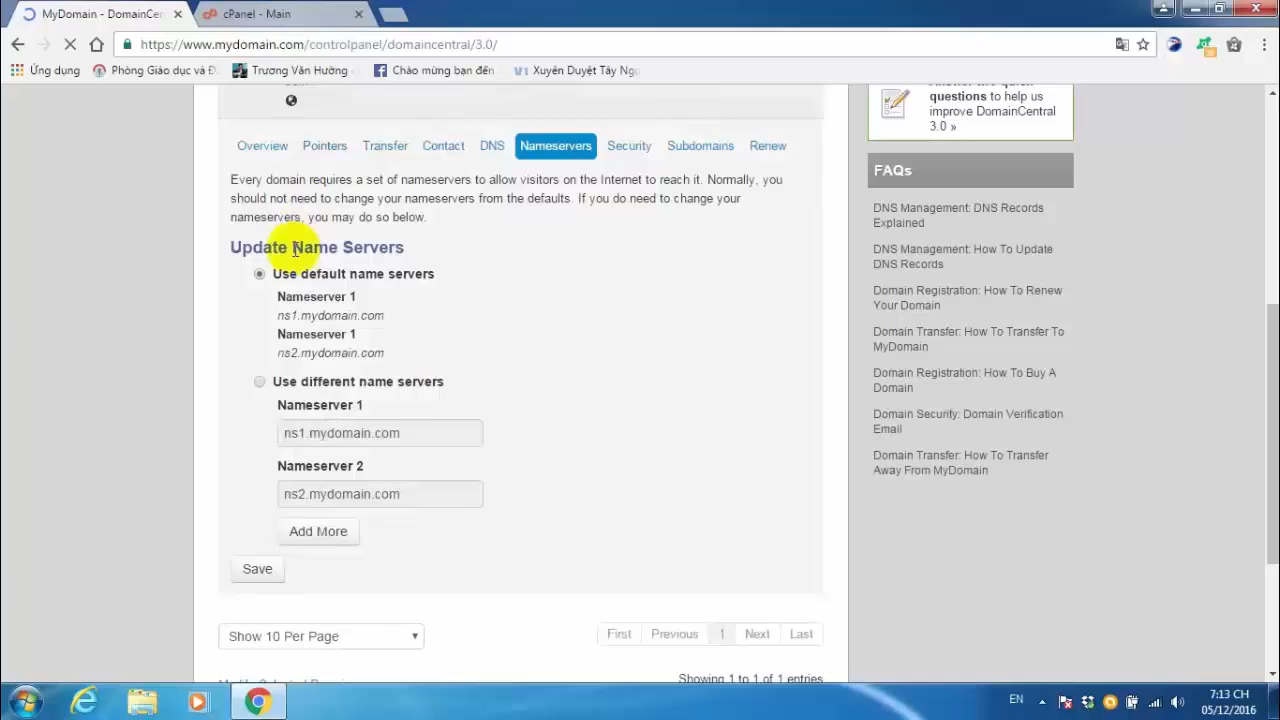 MyDomain - DomainCen
cPanel - Main
https://www.mydomain.com/controlpanel/domaincentral/3.0/
Ứng dụng
Phòng Giáo dục và Đ
Trương Văn Hưởng
Chào mừng bạn đến
Xuyên Duyệt Tây Ngu
Overview
Pointers
Transfer
Contact
DNS
Nameservers
Security
Subdomains
Renew
Every domain requires a set of nameservers to allow visitors on the Internet to reach it. Normally, you
should not need to change your nameservers from the defaults. If you do need to change your
nameservers, you may do so below.
Update Name Servers
Use default name servers
Nameserver 1
ns1.mydomain.com
Nameserver 1
ns2.mydomain.com
Use different name servers
Nameserver 1
ns1.mydomain.com
Nameserver 2
ns2.mydomain.com
Add More
Save
Show 10 Per Page
First
Previous
1
Next
Last
Showing 1 to 1 of 1 entries
questions to help us
improve DomainCentral
3.0 »
FAQs
DNS Management: DNS Records
Explained
DNS Management: How To Update
DNS Records
Domain Registration: How To Renew
Your Domain
Domain Transfer: How To Transfer To
MyDomain
Domain Registration: How To Buy A
Domain
Domain Security: Domain Verification
Email
Domain Transfer: How To Transfer
Away From MyDomain
EN
7:13 CH
05/12/2016